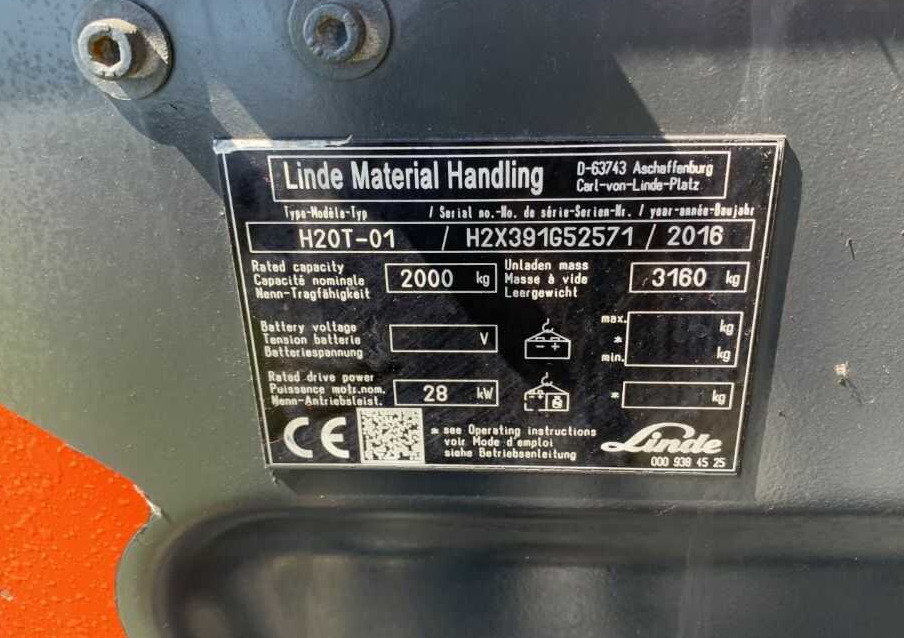 Linde Material Handling
D-63743 Aschaffenburg
Carl-von-Linde-Platz
Type-Modèle-Typ / Serial no.-No. de série-Serien-Nr. / year-année-Baujahr
H20T-01 / H2X391G52571 / 2016
Rated capacity
Capacité nominale
Nenn-Tragfähigkeit
2000 kg
Unladen mass
Masse à vide
Leergewicht
3160 kg
Battery voltage
Tension batterie
Batteriespannung
V
max. kg
*
min. kg
Rated drive power
Puissance motr.nom.
Nenn-Antriebsleist.
28 kW
* kg
CE
* see Operating instructions
voir Mode d'emploi
siehe Betriebsanleitung
Linde
000 938 45 25